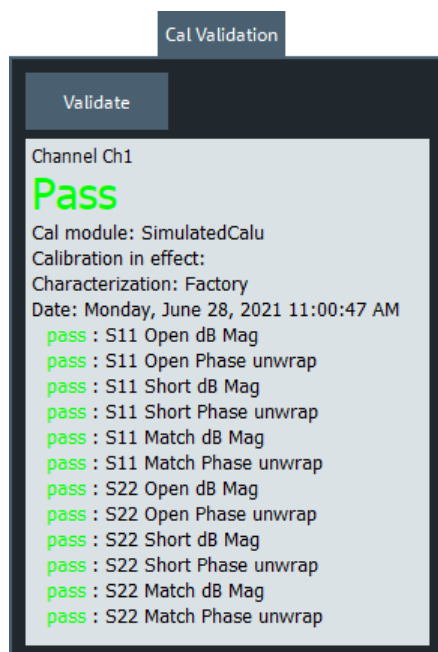 Cal Validation
Validate
Channel Ch1
Pass
Cal module: SimulatedCalu
Calibration in effect:
Characterization: Factory
Date: Monday, June 28, 2021 11:00:47 AM
pass : S11 Open dB Mag
pass : S11 Open Phase unwrap
pass : S11 Short dB Mag
pass : S11 Short Phase unwrap
pass : S11 Match dB Mag
pass : S11 Match Phase unwrap
pass : S22 Open dB Mag
pass : S22 Open Phase unwrap
pass : S22 Short dB Mag
pass : S22 Short Phase unwrap
pass : S22 Match dB Mag
pass : S22 Match Phase unwrap